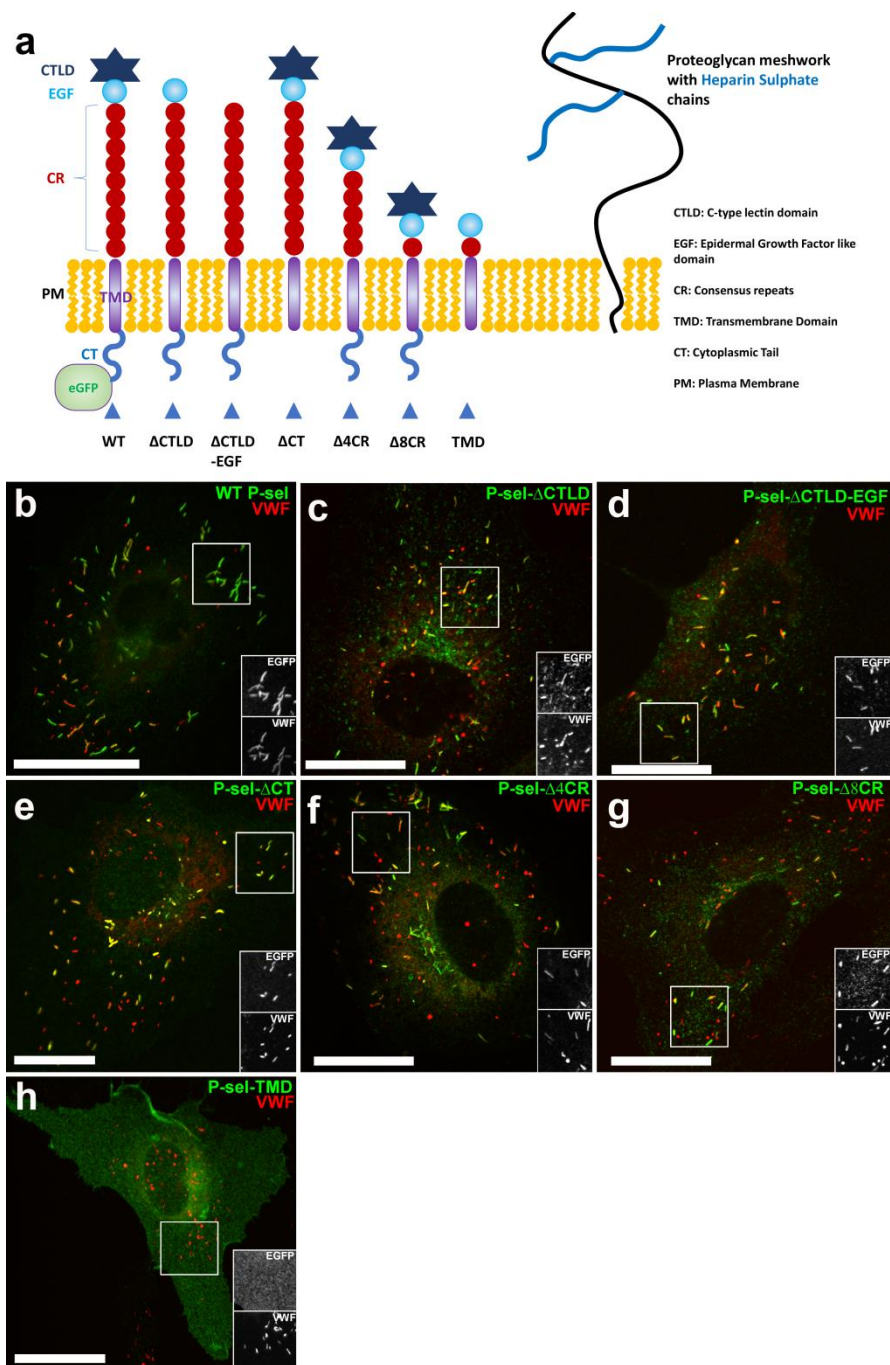 a
CTLD
EGF
CR
PM
TMD
CT
eGFP
WT
ΔCTLD
ΔCTLD
-EGF
ΔCT
Δ4CR
Δ8CR
TMD
Proteoglycan meshwork
with Heparin Sulphate
chains
CTLD: C-type lectin domain
EGF: Epidermal Growth Factor like
domain
CR: Consensus repeats
TMD: Transmembrane Domain
CT: Cytoplasmic Tail
PM: Plasma Membrane
b
WT P-sel
VWF
EGFP
VWF
c
P-sel-ΔCTLD
VWF
EGFP
VWF
d
P-sel-ΔCTLD-EGF
VWF
EGFP
VWF
e
P-sel-ΔCT
VWF
EGFP
VWF
f
P-sel-Δ4CR
VWF
EGFP
VWF
g
P-sel-Δ8CR
VWF
EGFP
VWF
h
P-sel-TMD
VWF
EGFP
VWF